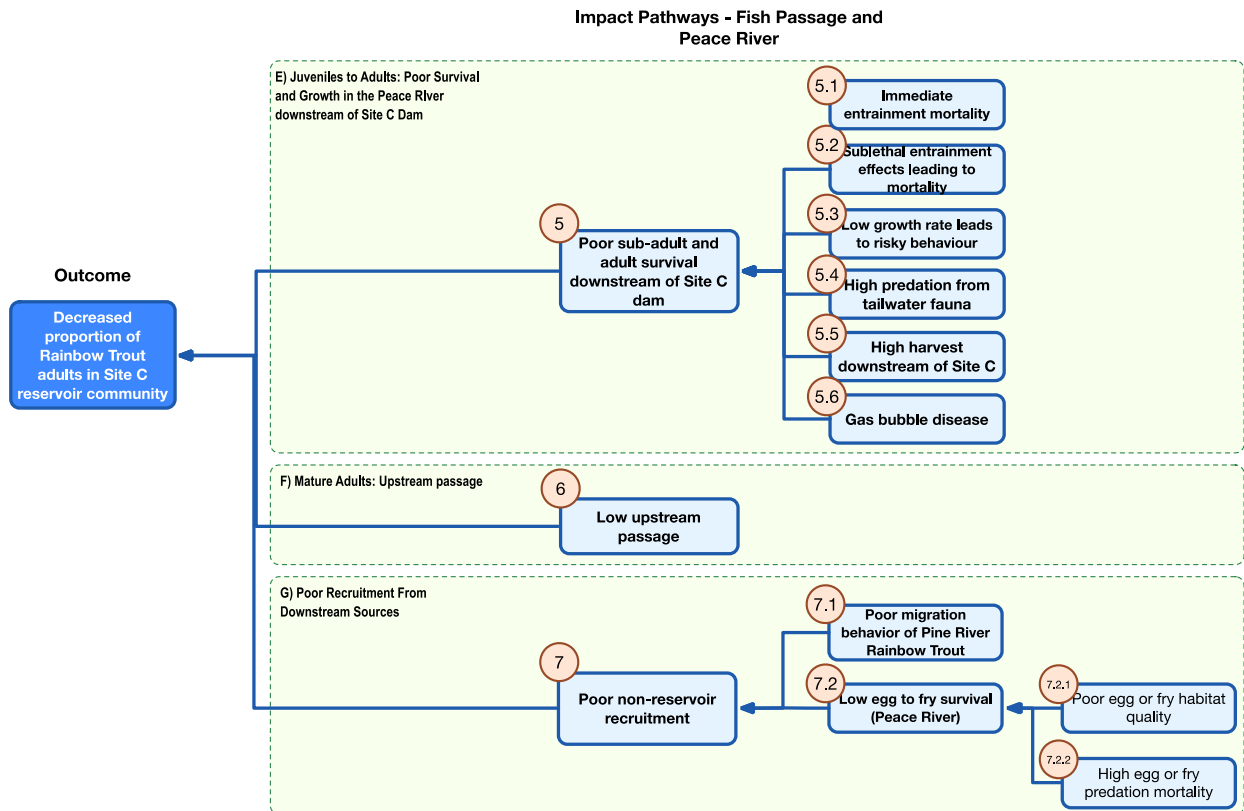 Impact Pathways - Fish Passage and
Peace River
E) Juveniles to Adults: Poor Survival
and Growth in the Peace RIver
downstream of Site C Dam
5.1
Immediate
entrainment mortality
5.2
Sublethal entrainment
effects leading to
mortality
5.3
Low growth rate leads
to risky behaviour
5
Poor sub-adult and
adult survival
downstream of Site C
dam
5.4
High predation from
tailwater fauna
5.5
High harvest
downstream of Site C
5.6
Gas bubble disease
Outcome
Decreased
proportion of
Rainbow Trout
adults in Site C
reservoir community
F) Mature Adults: Upstream passage
6
Low upstream
passage
G) Poor Recruitment From
Downstream Sources
7.1
Poor migration
behavior of Pine River
Rainbow Trout
7
Poor non-reservoir
recruitment
7.2
Low egg to fry survival
(Peace River)
7.2.1
Poor egg or fry habitat
quality
7.2.2
High egg or fry
predation mortality